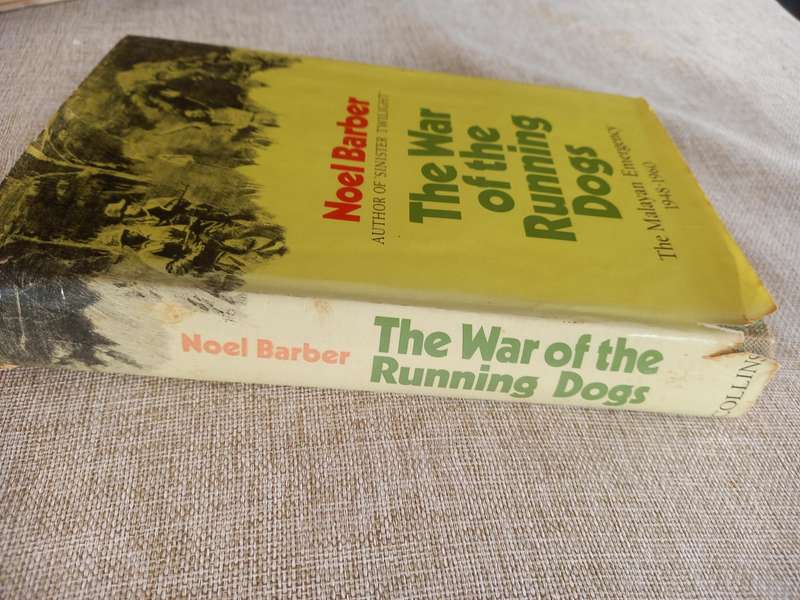 Noel Barber
AUTHOR OF 'SINISTER TWILIGHT'
The War
of the
Running
Dogs
The Malayan Emergency
1948-1960
Noel Barber
The War of the
Running Dogs
COLLINS